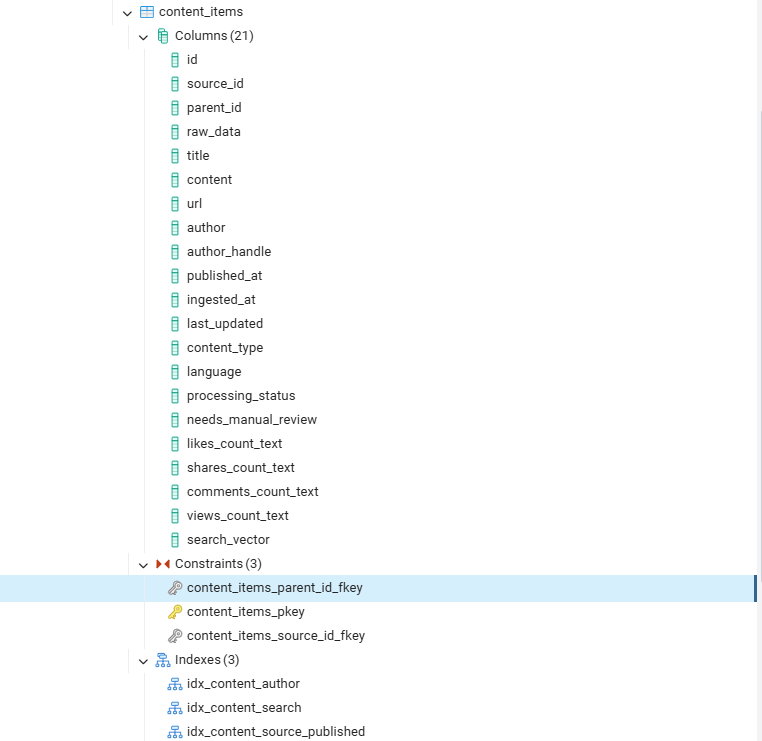 content_items
Columns (21)
id
source_id
parent_id
raw_data
title
content
url
author
author_handle
published_at
ingested_at
last_updated
content_type
language
processing_status
needs_manual_review
likes_count_text
shares_count_text
comments_count_text
views_count_text
search_vector
Constraints (3)
content_items_parent_id_fkey
content_items_pkey
content_items_source_id_fkey
Indexes (3)
idx_content_author
idx_content_search
idx_content_source_published